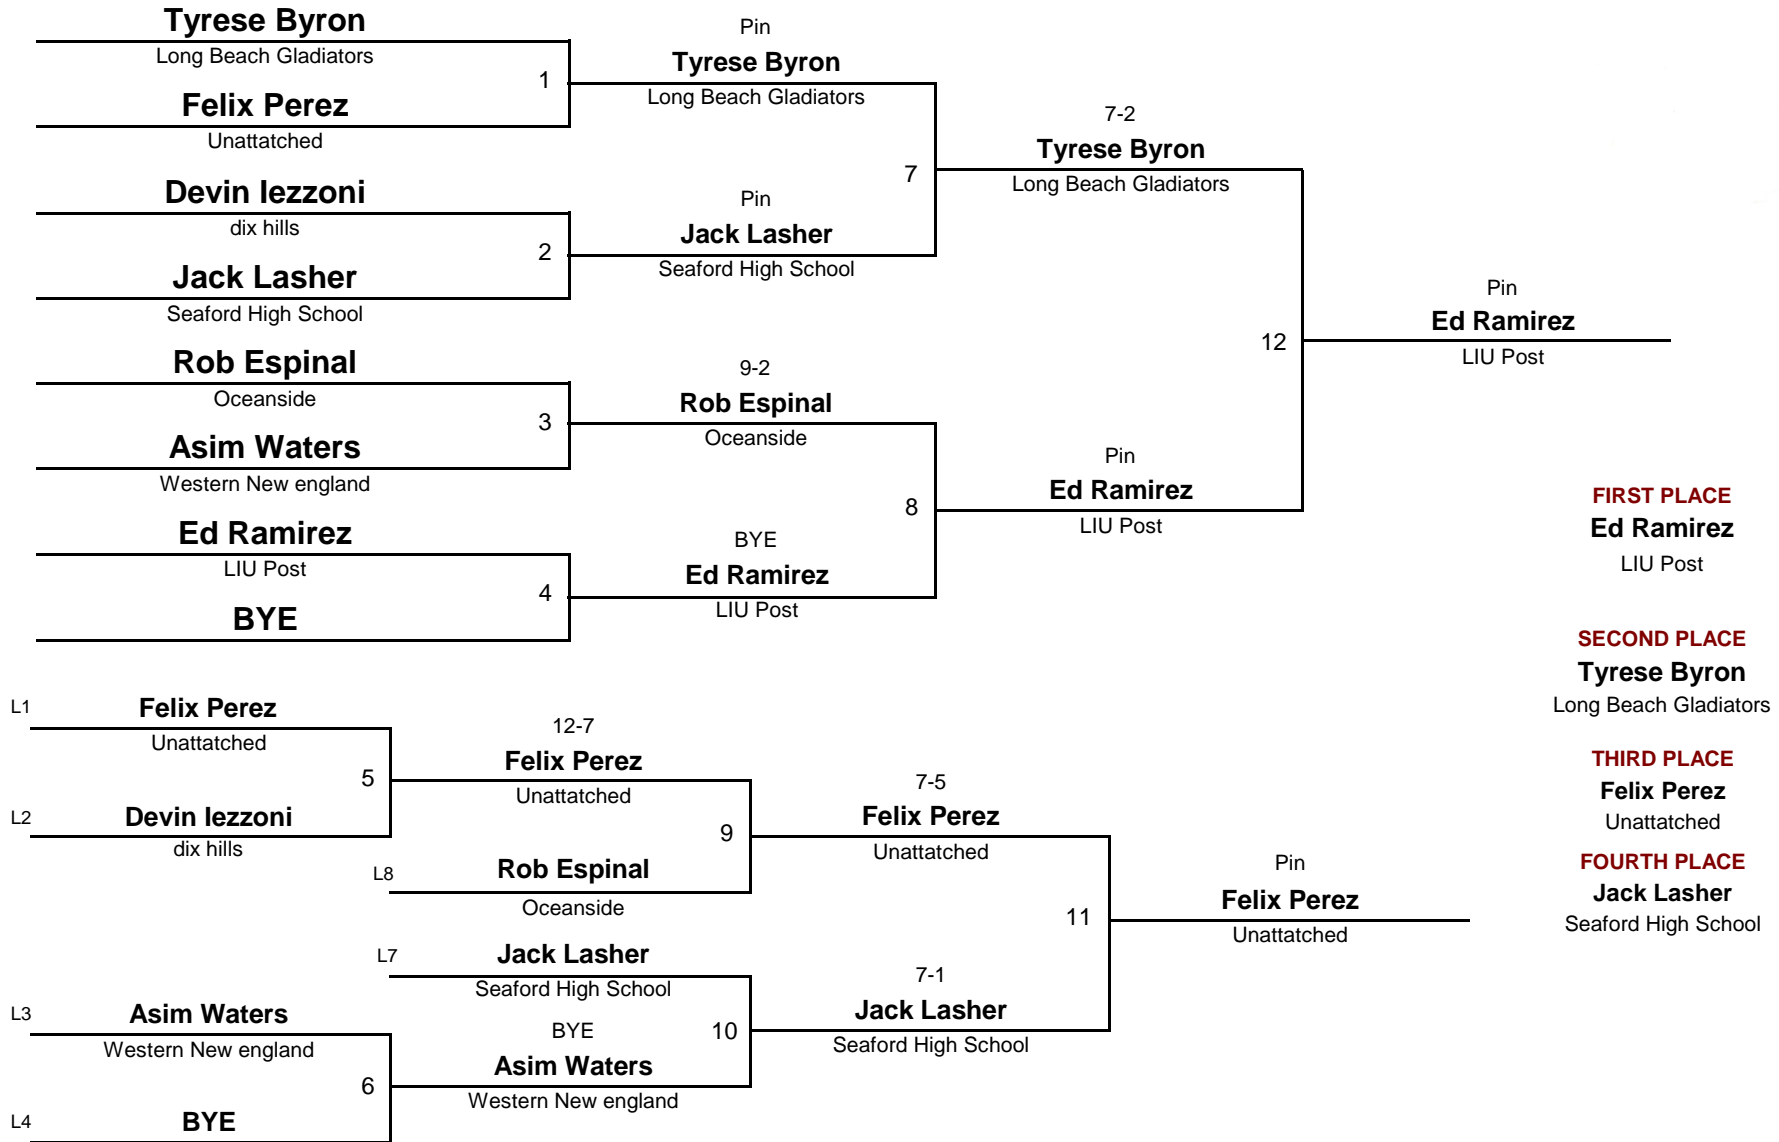 Tyrese Byron
Long Beach Gladiators
1
Felix Perez
Unattatched
Devin Iezzoni
dix hills
2
Jack Lasher
Seaford High School
Rob Espinal
Oceanside
3
Asim Waters
Western New england
Ed Ramirez
LIU Post
4
BYE
Pin
Tyrese Byron
Long Beach Gladiators
7
Pin
Jack Lasher
Seaford High School
9-2
Rob Espinal
Oceanside
8
BYE
Ed Ramirez
LIU Post
7-2
Tyrese Byron
Long Beach Gladiators
12
Pin
Ed Ramirez
LIU Post
Pin
Ed Ramirez
LIU Post
L1
Felix Perez
Unattatched
5
L2
Devin Iezzoni
dix hills
L3
Asim Waters
Western New england
6
L4
BYE
12-7
Felix Perez
Unattatched
9
L8
Rob Espinal
Oceanside
L7
Jack Lasher
Seaford High School
10
BYE
Asim Waters
Western New england
7-5
Felix Perez
Unattatched
11
7-1
Jack Lasher
Seaford High School
Pin
Felix Perez
Unattatched
FIRST PLACE
Ed Ramirez
LIU Post
SECOND PLACE
Tyrese Byron
Long Beach Gladiators
THIRD PLACE
Felix Perez
Unattatched
FOURTH PLACE
Jack Lasher
Seaford High School